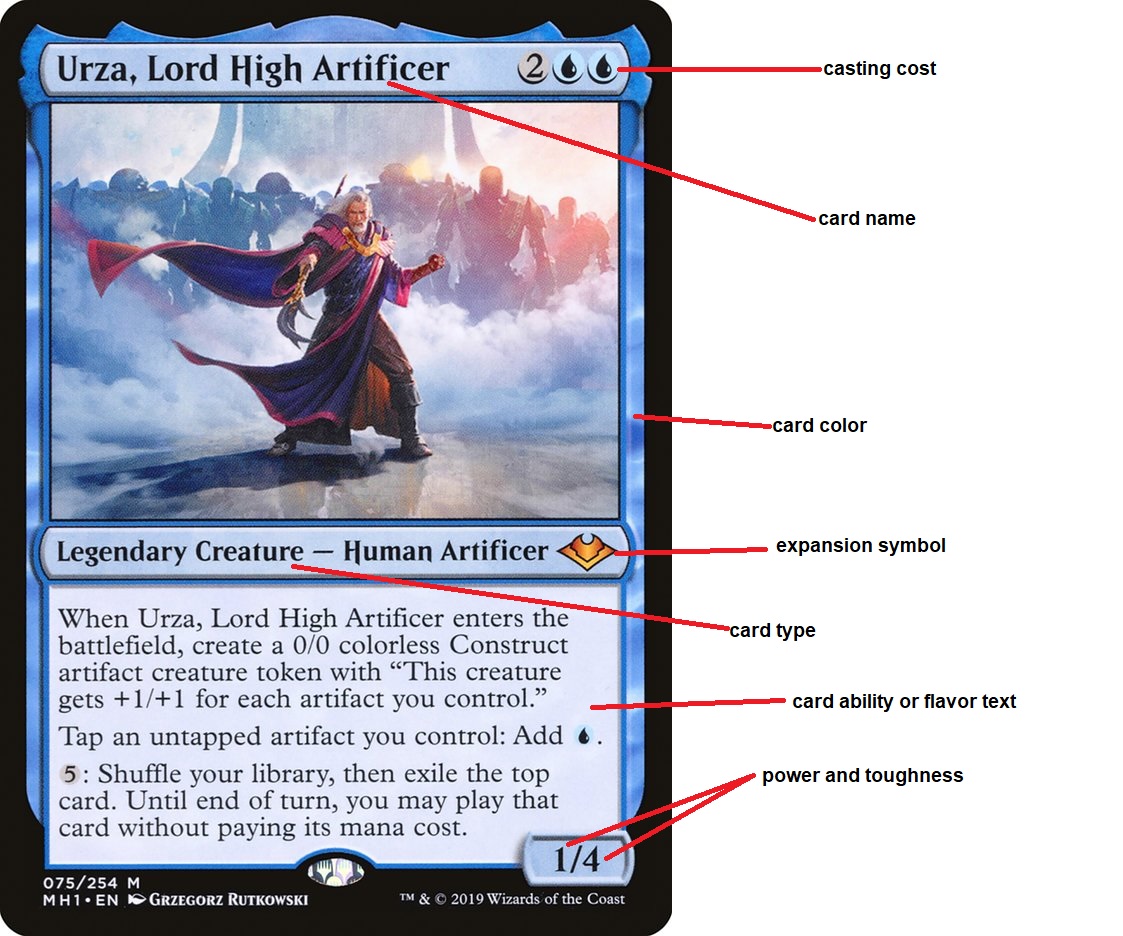 Urza, Lord High Artificer 2
casting cost
card name
card color
Legendary Creature — Human Artificer
expansion symbol
card type
When Urza, Lord High Artificer enters the
battlefield, create a 0/0 colorless Construct
artifact creature token with “This creature
gets +1/+1 for each artifact you control.”
card ability or flavor text
Tap an untapped artifact you control: Add .
5: Shuffle your library, then exile the top
card. Until end of turn, you may play that
card without paying its mana cost.
power and toughness
1/4
075/254 M
MH1 • EN Grzegorz Rutkowski
™ & © 2019 Wizards of the Coast